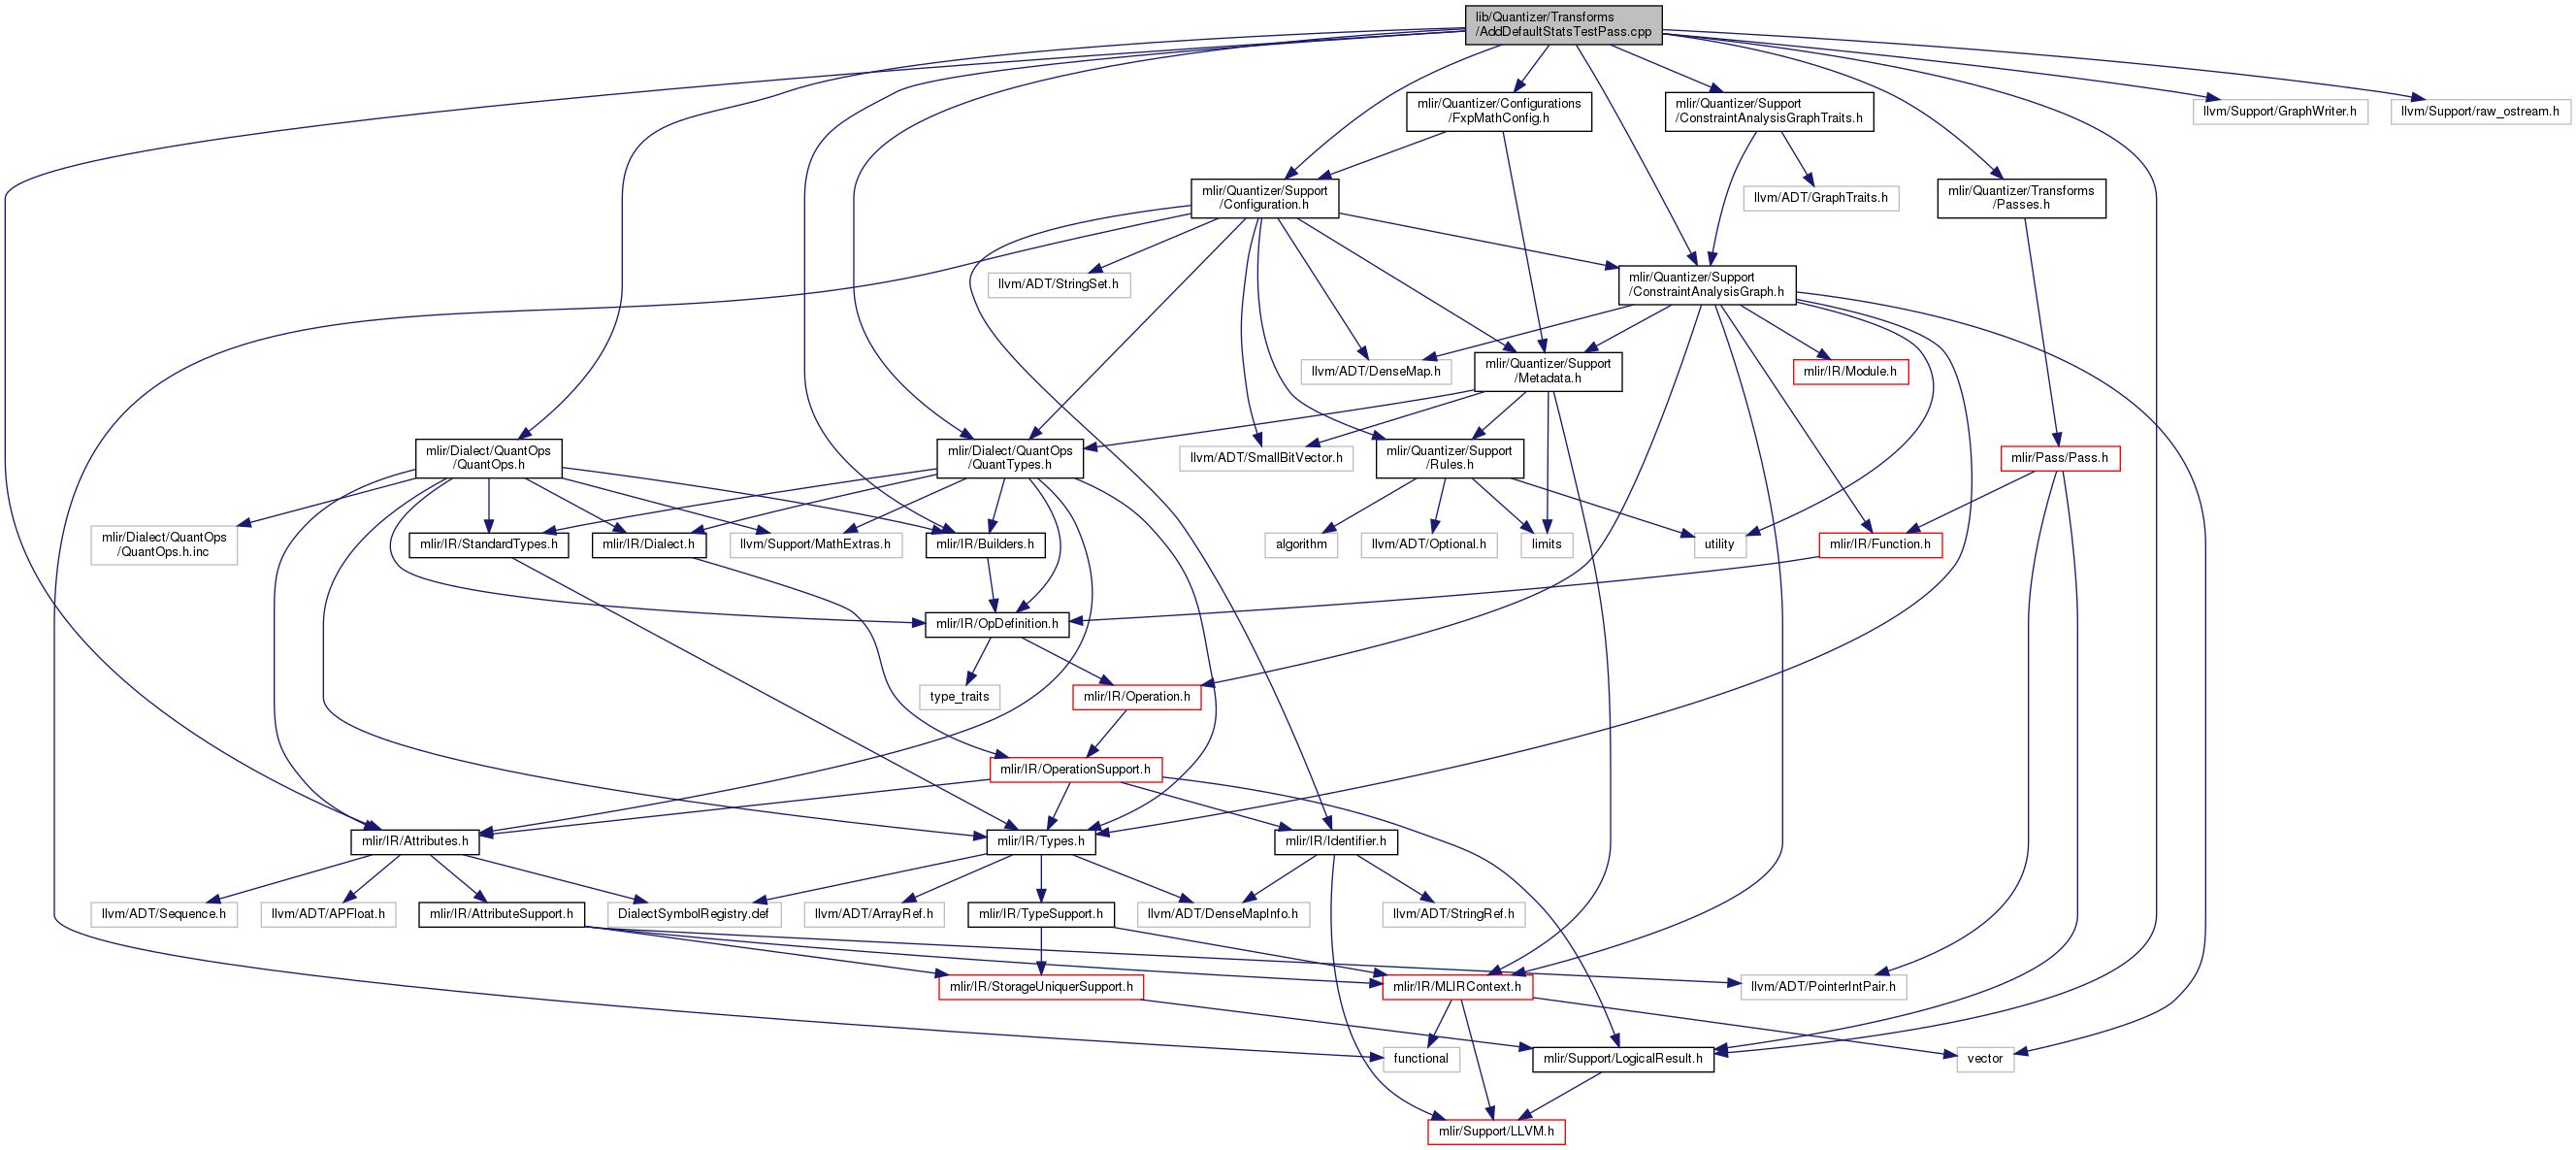 lib/Quantizer/Transforms
/AddDefaultStatsTestPass.cpp
mlir/Quantizer/Configurations
/FxpMathConfig.h
mlir/Quantizer/Support
/ConstraintAnalysisGraphTraits.h
llvm/Support/GraphWriter.h
llvm/Support/raw_ostream.h
mlir/Quantizer/Support
/Configuration.h
llvm/ADT/GraphTraits.h
mlir/Quantizer/Transforms
/Passes.h
llvm/ADT/StringSet.h
mlir/Quantizer/Support
/ConstraintAnalysisGraph.h
llvm/ADT/DenseMap.h
mlir/Quantizer/Support
/Metadata.h
mlir/IR/Module.h
mlir/Dialect/QuantOps
/QuantOps.h
mlir/Dialect/QuantOps
/QuantTypes.h
llvm/ADT/SmallBitVector.h
mlir/Quantizer/Support
/Rules.h
mlir/Pass/Pass.h
mlir/Dialect/QuantOps
/QuantOps.h.inc
mlir/IR/StandardTypes.h
mlir/IR/Dialect.h
llvm/Support/MathExtras.h
mlir/IR/Builders.h
algorithm
llvm/ADT/Optional.h
limits
utility
mlir/IR/Function.h
mlir/IR/OpDefinition.h
type_traits
mlir/IR/Operation.h
mlir/IR/OperationSupport.h
mlir/IR/Attributes.h
mlir/IR/Types.h
mlir/IR/Identifier.h
llvm/ADT/Sequence.h
llvm/ADT/APFloat.h
mlir/IR/AttributeSupport.h
DialectSymbolRegistry.def
llvm/ADT/ArrayRef.h
mlir/IR/TypeSupport.h
llvm/ADT/DenseMapInfo.h
llvm/ADT/StringRef.h
mlir/IR/StorageUniquerSupport.h
mlir/IR/MLIRContext.h
llvm/ADT/PointerIntPair.h
functional
mlir/Support/LogicalResult.h
vector
mlir/Support/LLVM.h